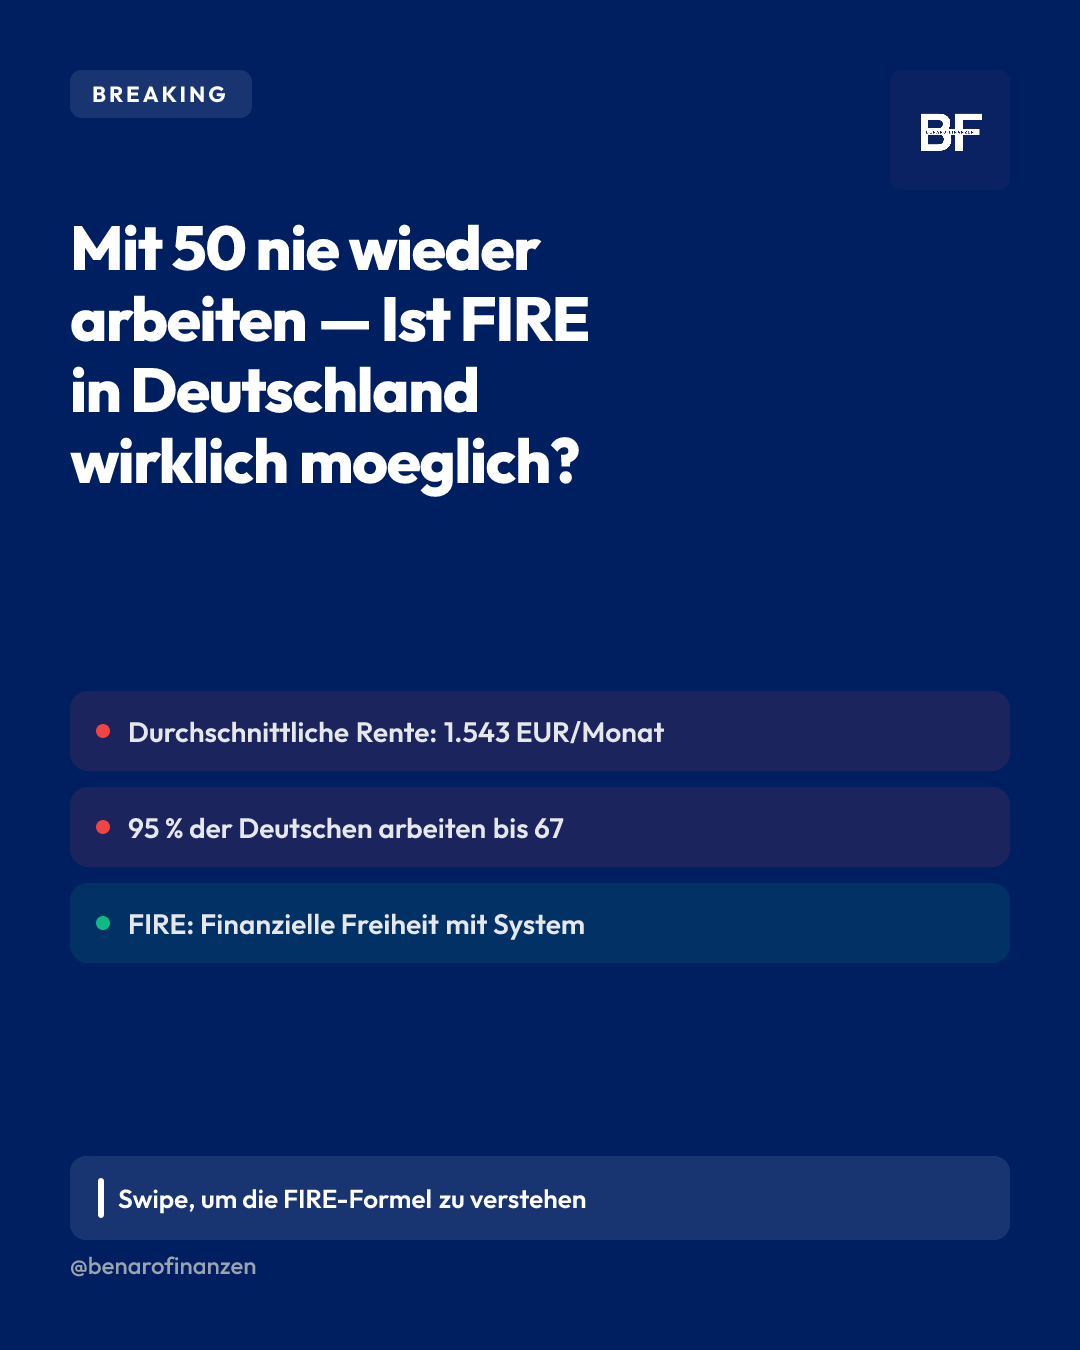 BREAKING
BF
Mit 50 nie wieder
arbeiten — Ist FIRE
in Deutschland
wirklich moeglich?
Durchschnittliche Rente: 1.543 EUR/Monat
95 % der Deutschen arbeiten bis 67
FIRE: Finanzielle Freiheit mit System
Swipe, um die FIRE-Formel zu verstehen
@benarofinanzen